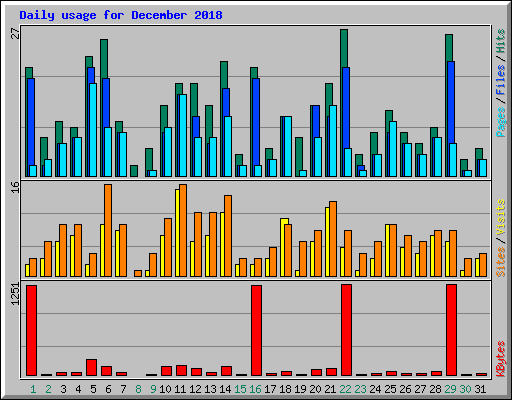 Daily usage for December 2018
27
Pages / Files / Hits
16
Sites / Visits
1251
KBytes
1 2 3 4 5 6 7 8 9 10 11 12 13 14 15 16 17 18 19 20 21 22 23 24 25 26 27 28 29 30 31